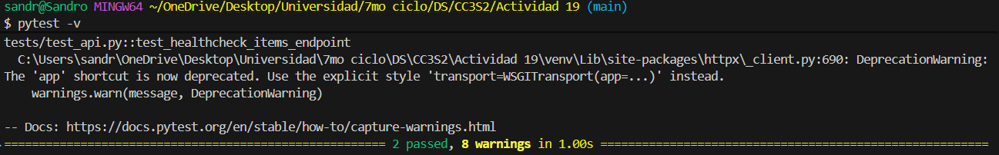 sandr@Sandro MINGW64 ~/OneDrive/Desktop/Universidad/7mo ciclo/DS/CC3S2/Actividad 19 (main)
$ pytest -v
tests/test_api.py::test_healthcheck_items_endpoint
  C:\Users\sandr\OneDrive\Desktop\Universidad\7mo ciclo\DS\CC3S2\Actividad 19\venv\Lib\site-packages\httpx\_client.py:690: DeprecationWarning:
The 'app' shortcut is now deprecated. Use the explicit style 'transport=WSGITransport(app=...)' instead.
    warnings.warn(message, DeprecationWarning)
-- Docs: https://docs.pytest.org/en/stable/how-to/capture-warnings.html
======================================================= 2 passed, 8 warnings in 1.00s ========================================================